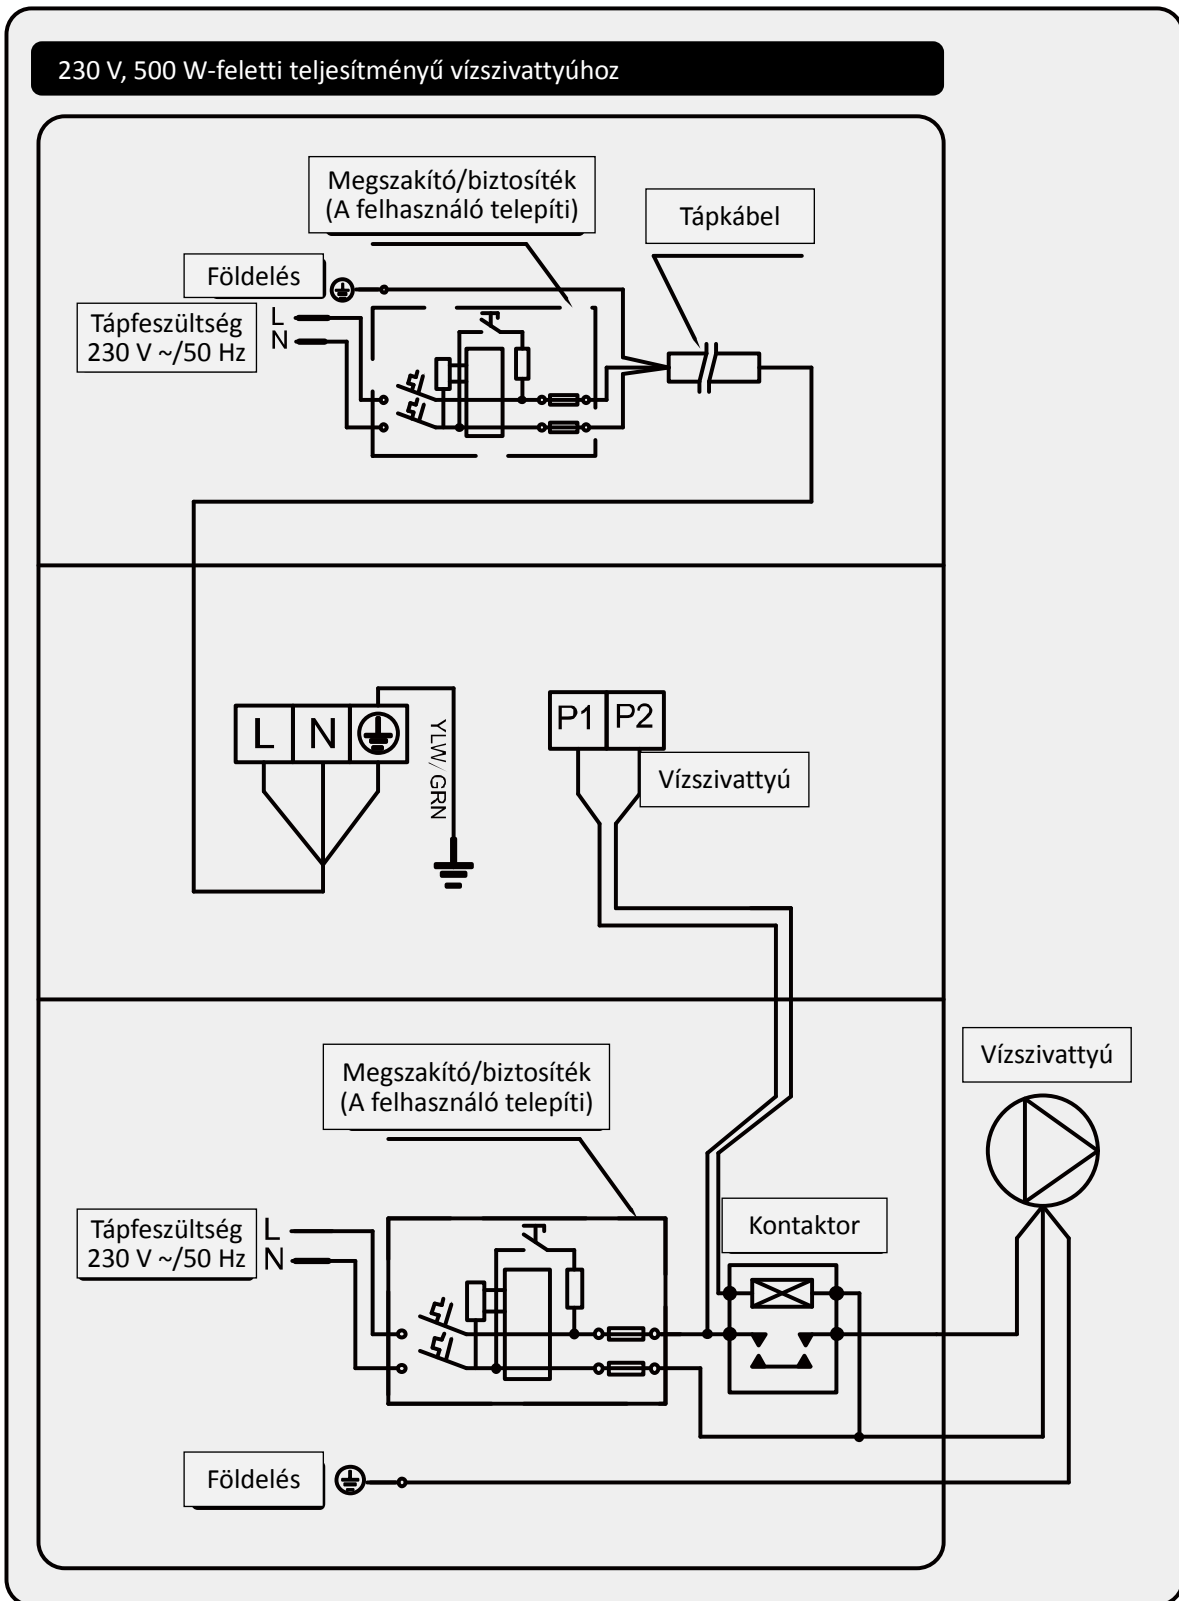 230 V, 500 W-feletti teljesítményű vízszivattyúhoz
Megszakító/biztosíték
(A felhasználó telepíti)
Tápkábel
Földelés
Tápfeszültség
230 V ~/50 Hz
L
N
L
N
YLW/GRN
P1
P2
Vízszivattyú
Vízszivattyú
Megszakító/biztosíték
(A felhasználó telepíti)
Kontaktor
Tápfeszültség
230 V ~/50 Hz
L
N
Földelés